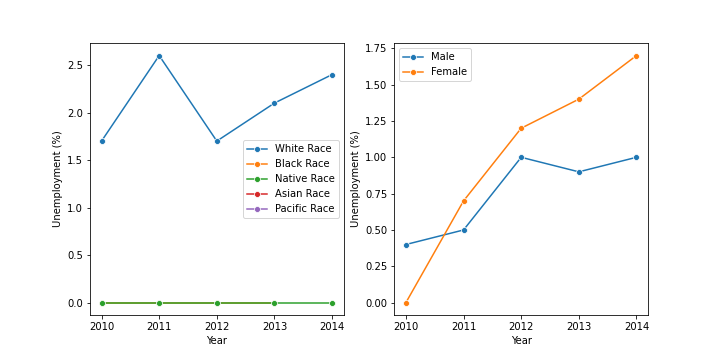 Unemployment (%)
2.5
2.0
1.5
1.0
0.5
0.0
2010 2011 2012 2013 2014
Year
White Race
Black Race
Native Race
Asian Race
Pacific Race
Unemployment (%)
1.75
1.50
1.25
1.00
0.75
0.50
0.25
0.00
2010 2011 2012 2013 2014
Year
Male
Female